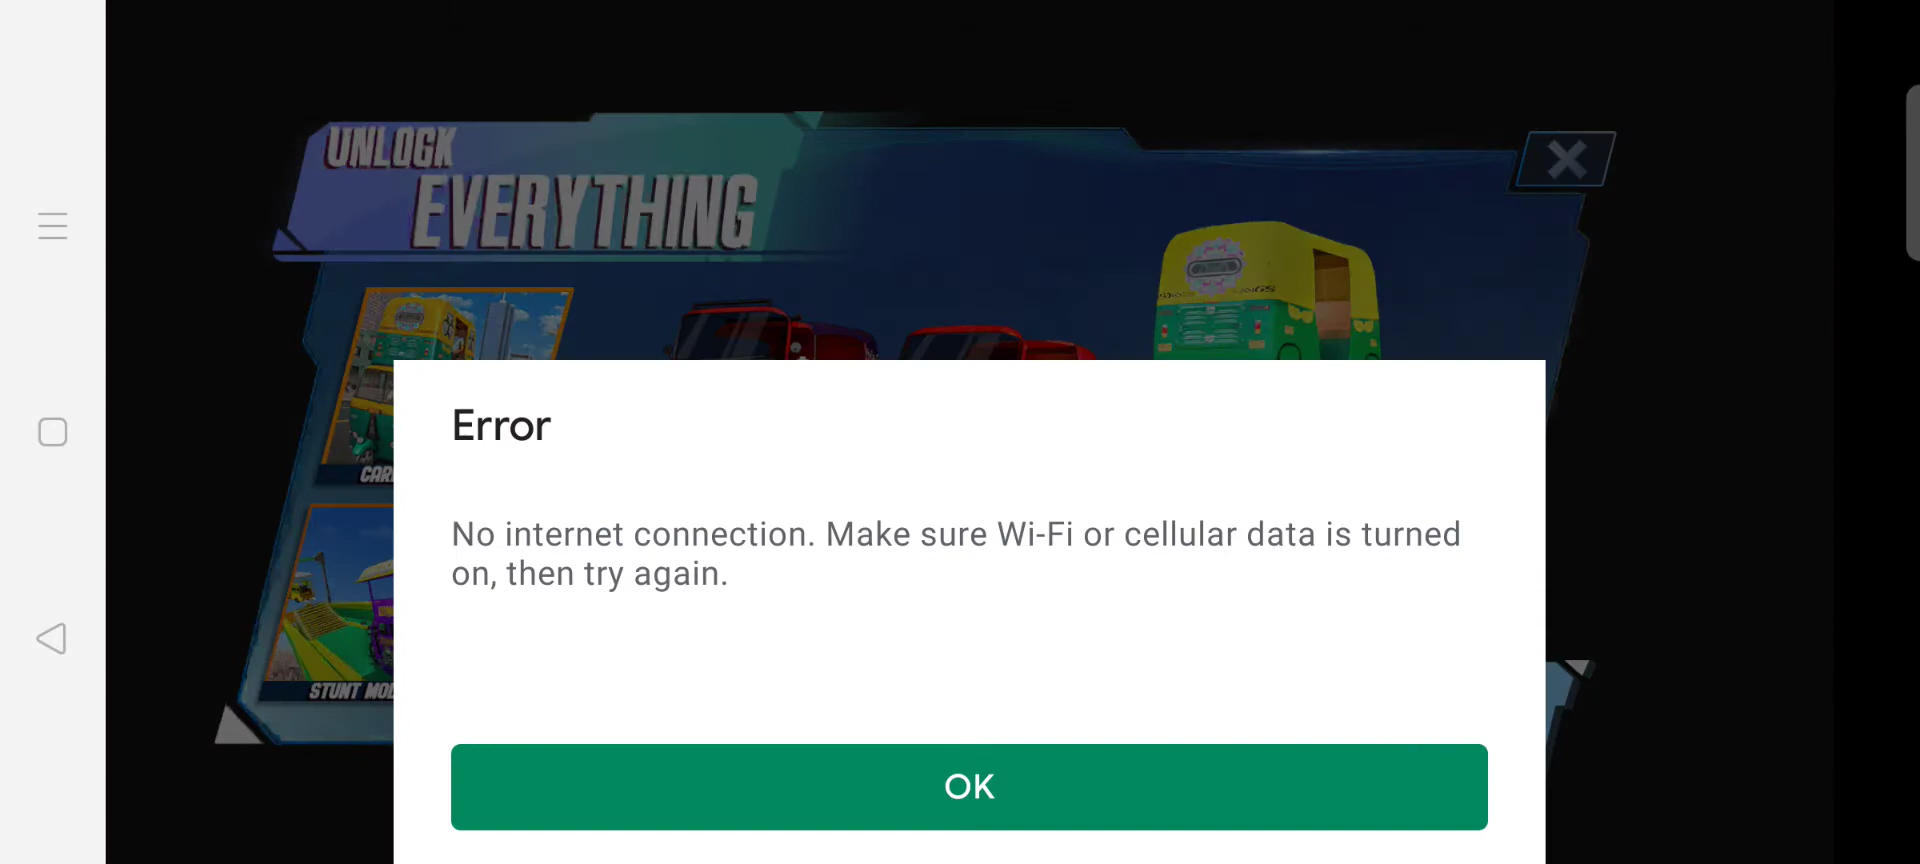 UNLOCK
EVERYTHING
Error
No internet connection. Make sure Wi-Fi or cellular data is turned
on, then try again.
STUNT
OK